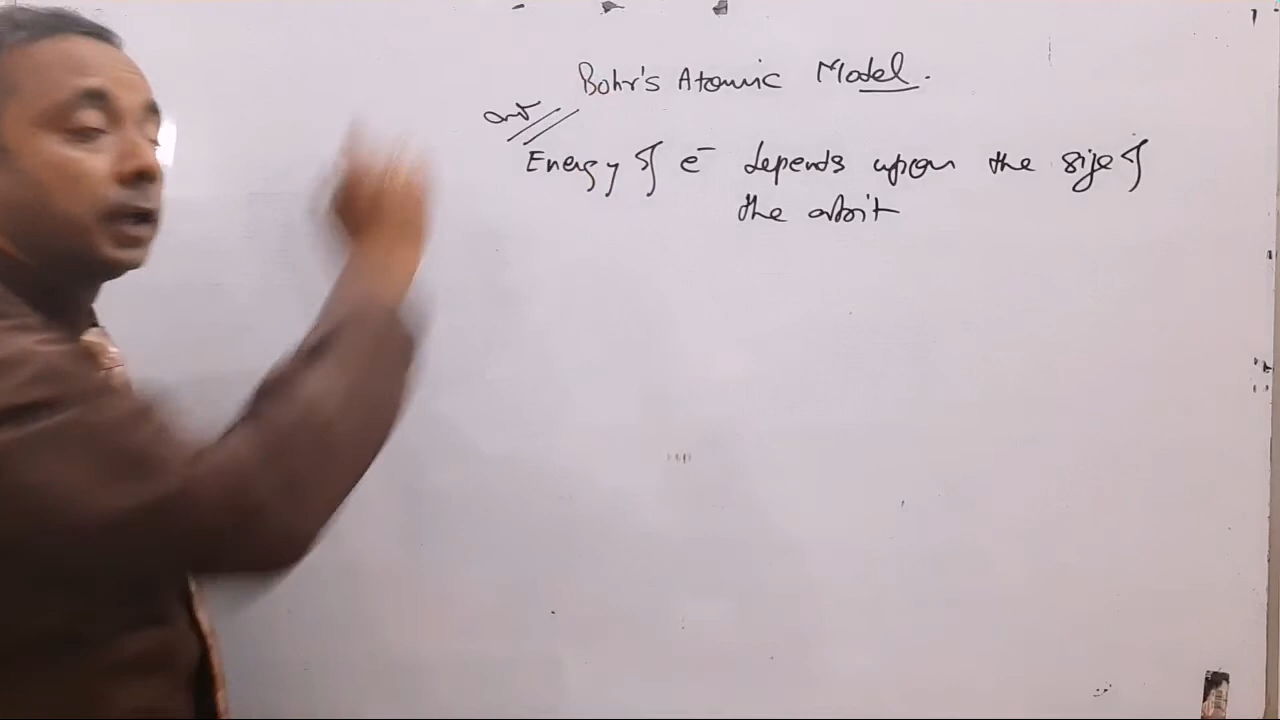 Bohr's Atomic Model.
Energy of e⁻ depends upon the size of
the orbit